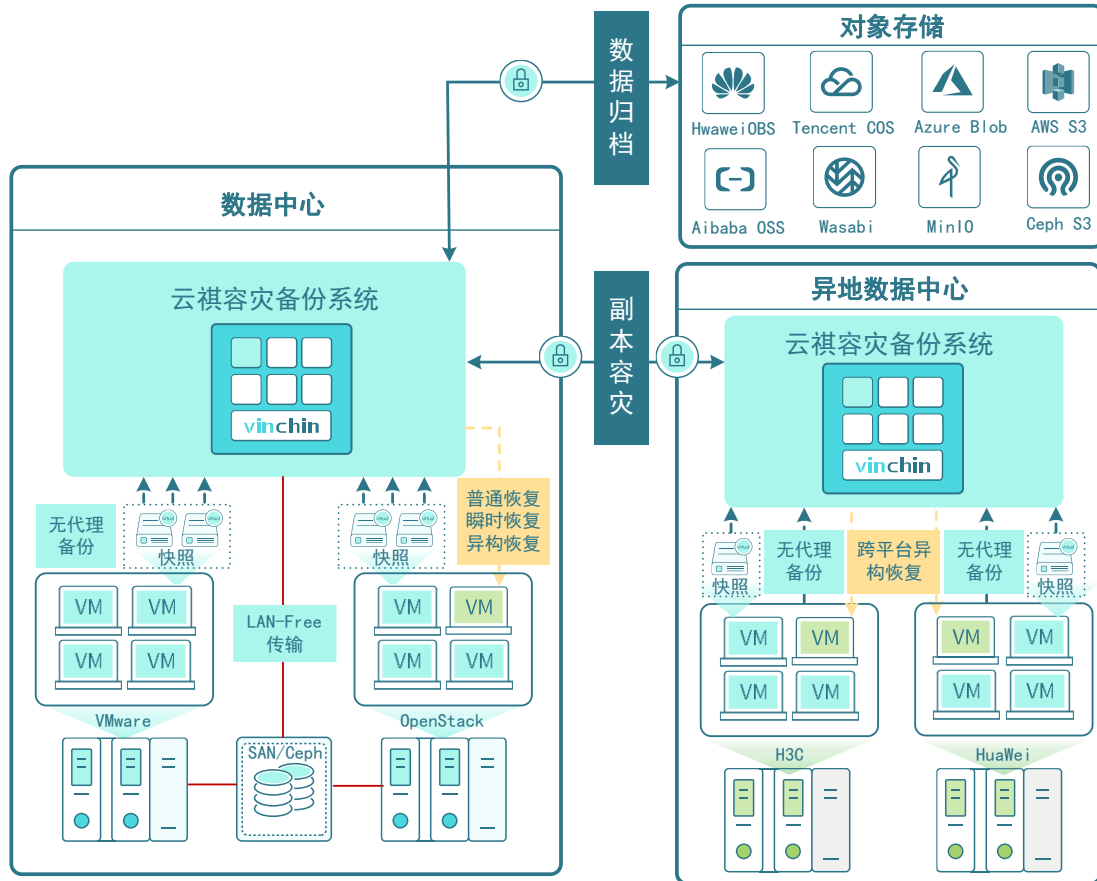 数据归档
对象存储
HwaweiOBS
Tencent COS
Azure Blob
AWS S3
Aibaba OSS
Wasabi
MinIO
Ceph S3
数据中心
云祺容灾备份系统
vinchin
副本容灾
异地数据中心
云祺容灾备份系统
vinchin
无代理
备份
virtual
virtual
快照
virtual
virtual
快照
普通恢复
瞬时恢复
异构恢复
VM
VM
VM
VM
VMware
LAN-Free
传输
VM
VM
VM
VM
OpenStack
SAN/Ceph
virtual
快照
无代理
备份
跨平台异
构恢复
无代理
备份
virtual
快照
VM
VM
VM
VM
H3C
VM
VM
VM
VM
HuaWei